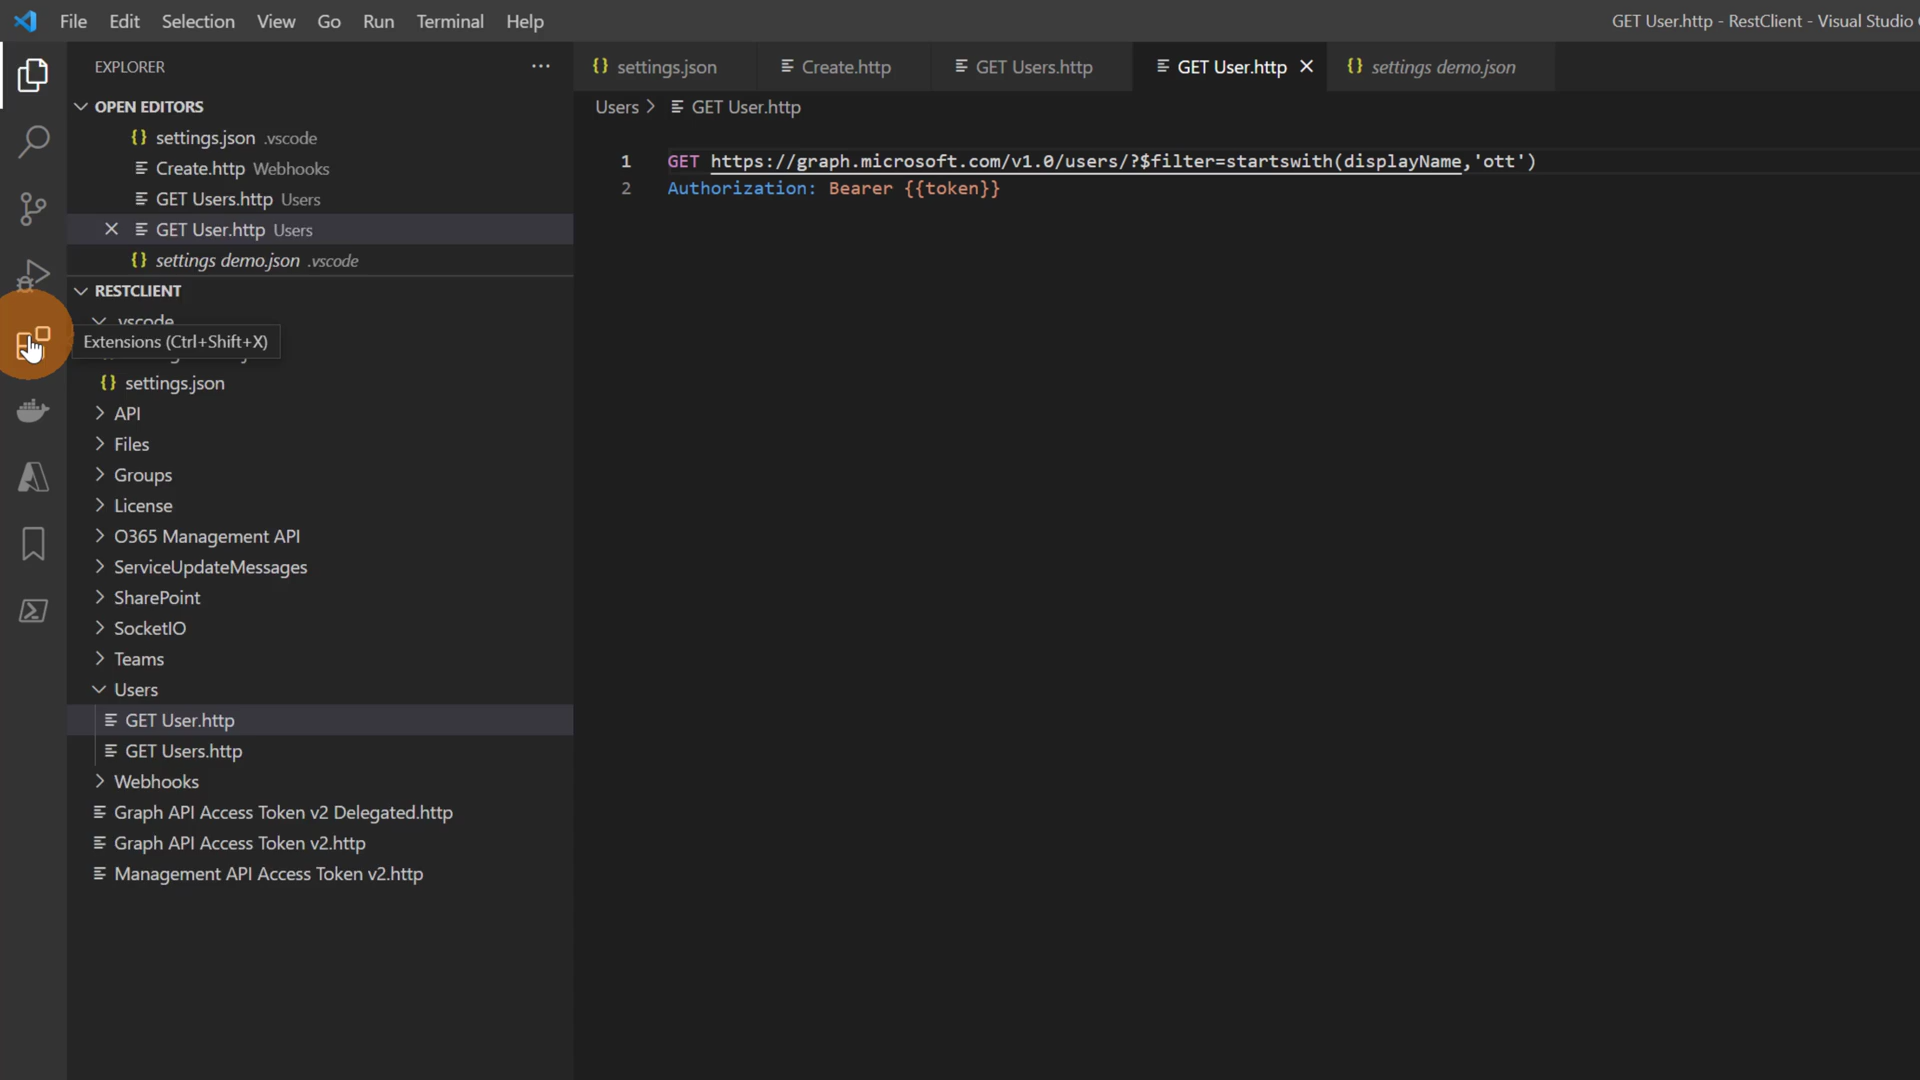 File Edit Selection View Go Run Terminal Help
GET User.http - RestClient - Visual Studio
EXPLORER
OPEN EDITORS
{} settings.json .vscode
Create.http Webhooks
GET Users.http Users
GET User.http Users
{} settings demo.json .vscode
RESTCLIENT
.vscode
Extensions (Ctrl+Shift+X)
{} settings.json
API
Files
Groups
License
O365 Management API
ServiceUpdateMessages
SharePoint
SocketIO
Teams
Users
GET User.http
GET Users.http
Webhooks
Graph API Access Token v2 Delegated.http
Graph API Access Token v2.http
Management API Access Token v2.http
{} settings.json
Create.http
GET Users.http
GET User.http
{} settings demo.json
Users > GET User.http
1 GET https://graph.microsoft.com/v1.0/users/?$filter=startswith(displayName,'ott')
2 Authorization: Bearer {{token}}